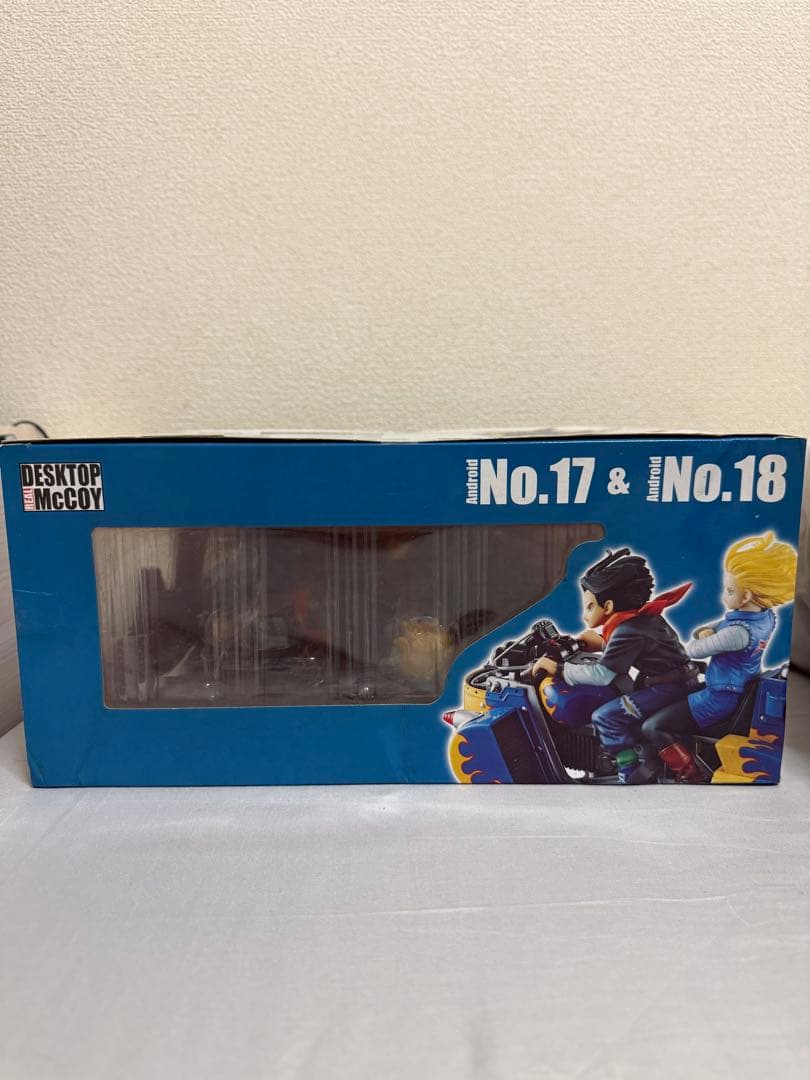 DESKTOP
REAL McCOY
Android No.17 & Android No.18